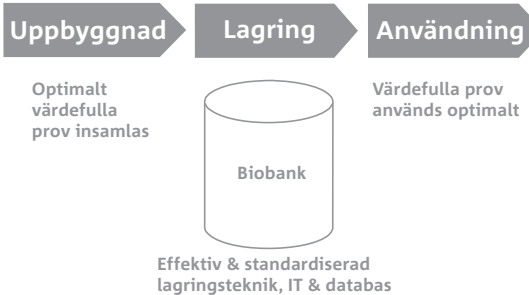 Uppbyggnad
Lagring
Användning
Optimalt
värdefulla
prov insamlas
Värdefulla prov
används optimalt
Biobank
Effektiv & standardiserad
lagringsteknik, IT & databas